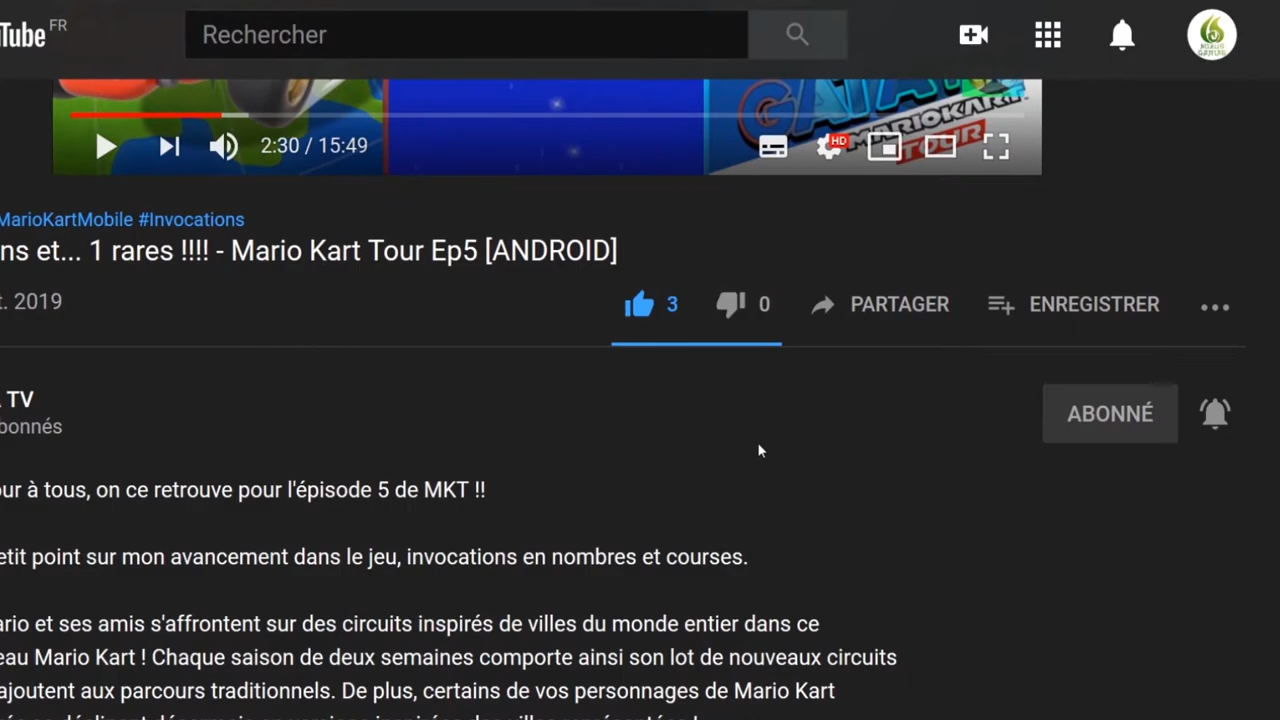 Tube FR
Rechercher
MARIOKART
TOUR
2:30 / 15:49
HD
MarioKartMobile #Invocations
ns et... 1 rares !!!! - Mario Kart Tour Ep5 [ANDROID]
t. 2019
3
0
PARTAGER
ENREGISTRER
TV
bonnés
ABONNÉ
ur à tous, on ce retrouve pour l'épisode 5 de MKT !!
etit point sur mon avancement dans le jeu, invocations en nombres et courses.
ario et ses amis s'affrontent sur des circuits inspirés de villes du monde entier dans ce
eau Mario Kart ! Chaque saison de deux semaines comporte ainsi son lot de nouveaux circuits
ajoutent aux parcours traditionnels. De plus, certains de vos personnages de Mario Kart